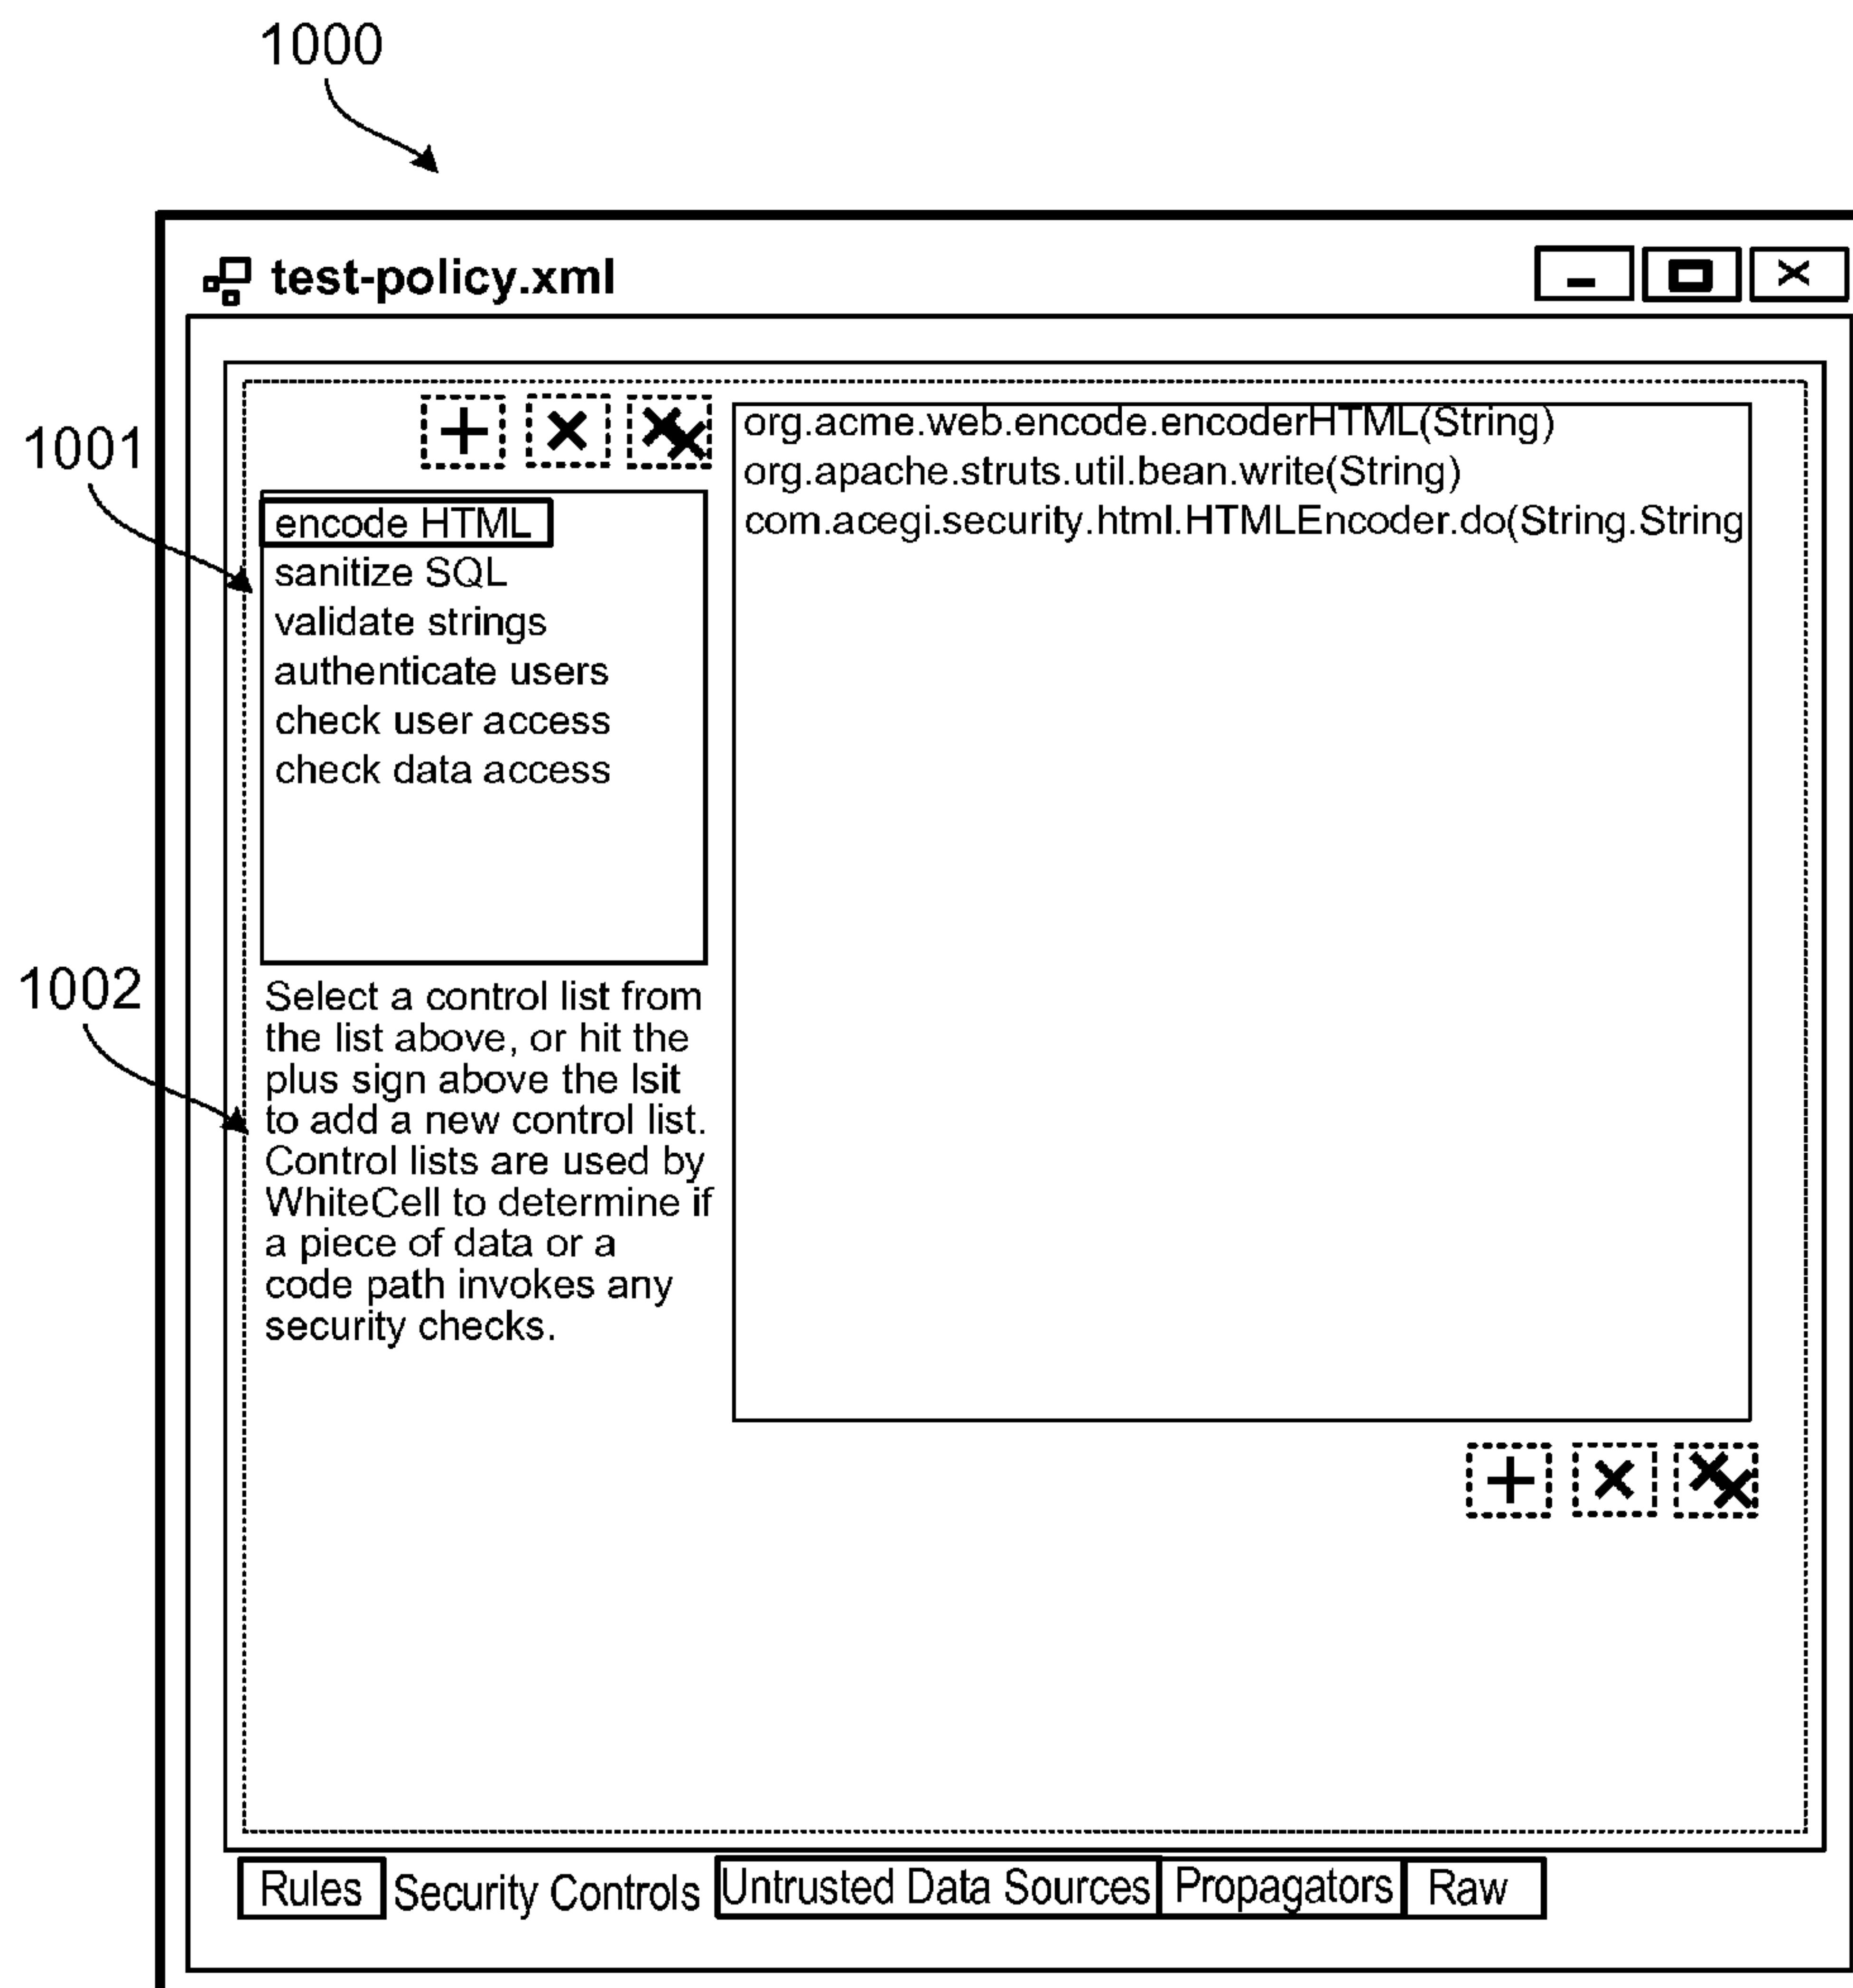 1000
test-policy.xml
1001
encode HTML
sanitize SQL
validate strings
authenticate users
check user access
check data access
org.acme.web.encode.encoderHTML(String)
org.apache.struts.util.bean.write(String)
com.acegi.security.html.HTMLEncoder.do(String.String
1002
Select a control list from
the list above, or hit the
plus sign above the lsit
to add a new control list.
Control lists are used by
WhiteCell to determine if
a piece of data or a
code path invokes any
security checks.
Rules Security Controls Untrusted Data Sources Propagators Raw